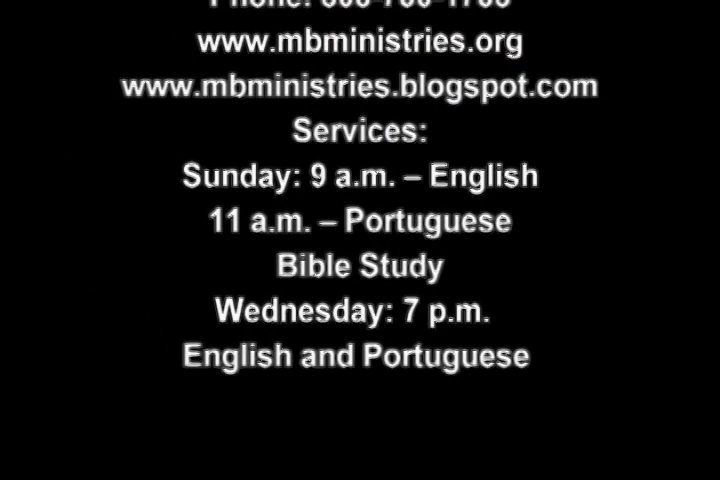 www.mbministries.org
www.mbministries.blogspot.com
Services:
Sunday: 9 a.m. – English
11 a.m. – Portuguese
Bible Study
Wednesday: 7 p.m.
English and Portuguese